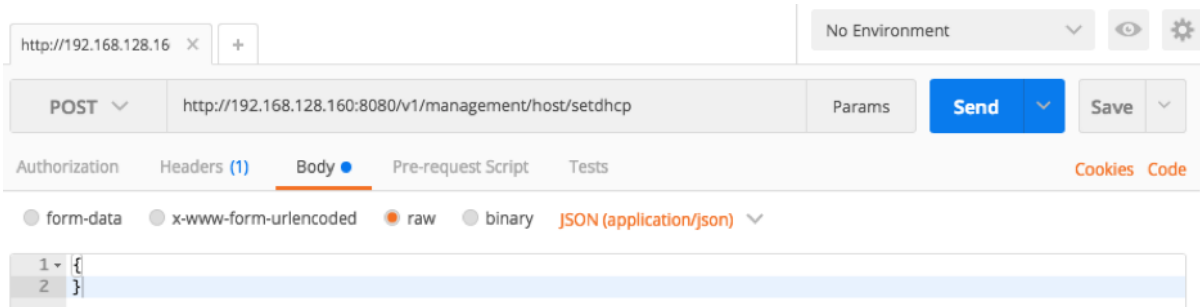 http://192.168.128.16 × +
No Environment
POST http://192.168.128.160:8080/v1/management/host/setdhcp Params Send Save
Authorization Headers (1) Body Pre-request Script Tests Cookies Code
form-data x-www-form-urlencoded raw binary JSON (application/json)
1 {
2 }